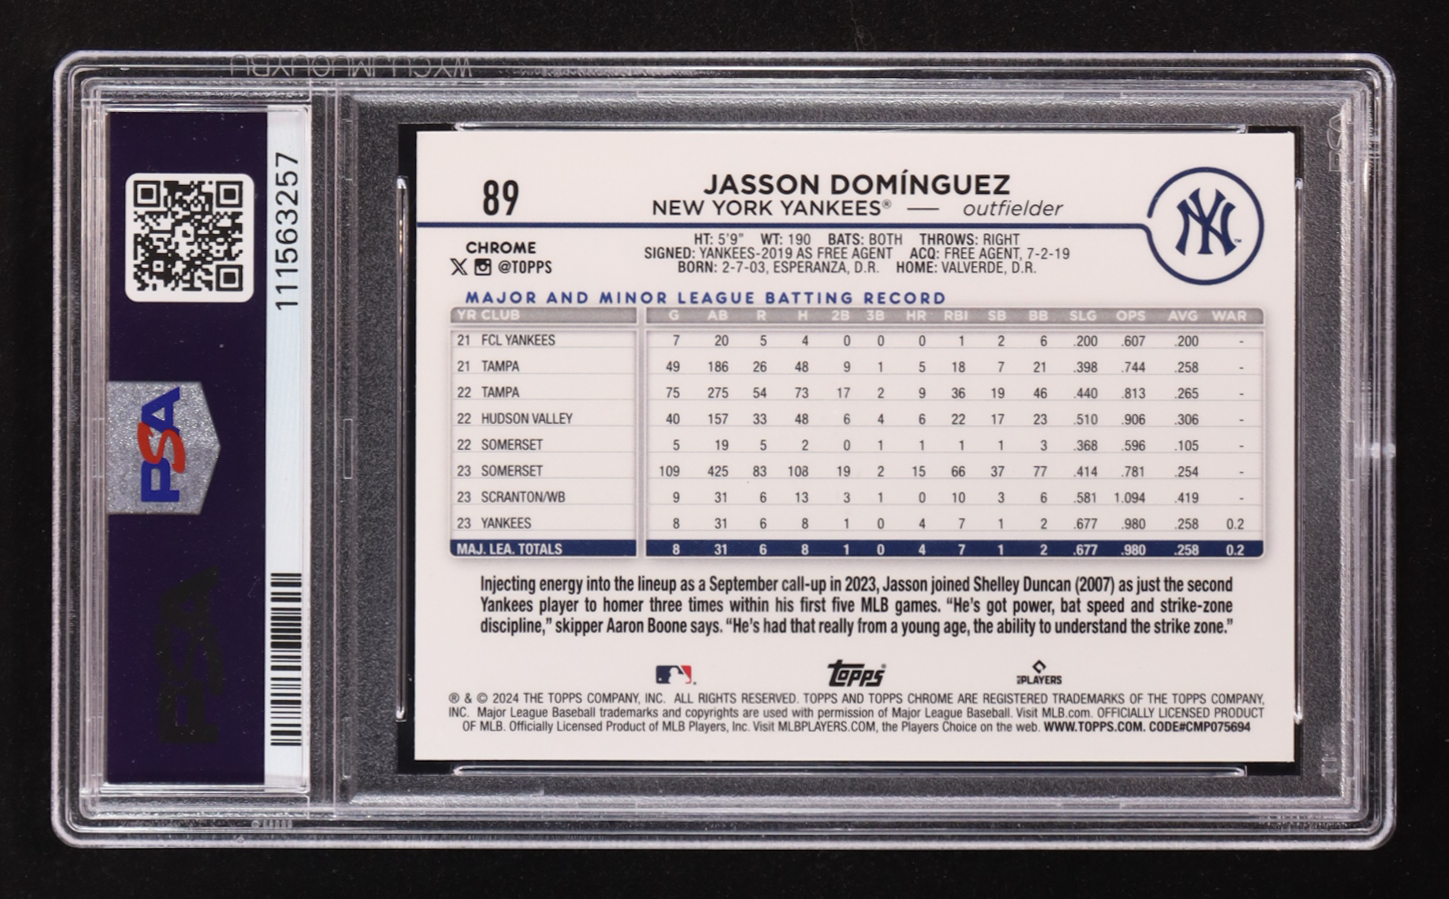 111563257
PSA
PSA
89
JASSON DOMÍNGUEZ
NEW YORK YANKEES® — outfielder
NY
CHROME
X @TOPPS
HT: 5'9" WT: 190 BATS: BOTH THROWS: RIGHT
SIGNED: YANKEES-2019 AS FREE AGENT ACQ: FREE AGENT, 7-2-19
BORN: 2-7-03, ESPERANZA, D.R. HOME: VALVERDE, D.R.
MAJOR AND MINOR LEAGUE BATTING RECORD
YR CLUB G AB R H 2B 3B HR RBI SB BB SLG OPS AVG WAR
21 FCL YANKEES 7 20 5 4 0 0 0 1 2 6 .200 .607 .200 -
21 TAMPA 49 186 26 48 9 1 5 18 7 21 .398 .744 .258 -
22 TAMPA 75 275 54 73 17 2 9 36 19 46 .440 .813 .265 -
22 HUDSON VALLEY 40 157 33 48 6 4 6 22 17 23 .510 .906 .306 -
22 SOMERSET 5 19 5 2 0 1 1 1 1 3 .368 .596 .105 -
23 SOMERSET 109 425 83 108 19 2 15 66 37 77 .414 .781 .254 -
23 SCRANTON/WB 9 31 6 13 3 1 0 10 3 6 .581 1.094 .419 -
23 YANKEES 8 31 6 8 1 0 4 7 1 2 .677 .980 .258 0.2
MAJ. LEA. TOTALS 8 31 6 8 1 0 4 7 1 2 .677 .980 .258 0.2
Injecting energy into the lineup as a September call-up in 2023, Jasson joined Shelley Duncan (2007) as just the second
Yankees player to homer three times within his first five MLB games. “He's got power, bat speed and strike-zone
discipline,” skipper Aaron Boone says. “He's had that really from a young age, the ability to understand the strike zone.”
Topps
PLAYERS
® & © 2024 THE TOPPS COMPANY, INC. ALL RIGHTS RESERVED. TOPPS AND TOPPS CHROME ARE REGISTERED TRADEMARKS OF THE TOPPS COMPANY,
INC. Major League Baseball trademarks and copyrights are used with permission of Major League Baseball. Visit MLB.com. OFFICIALLY LICENSED PRODUCT
OF MLB. Officially Licensed Product of MLB Players, Inc. Visit MLBPLAYERS.COM, the Players Choice on the web. WWW.TOPPS.COM. CODE#CMP075694